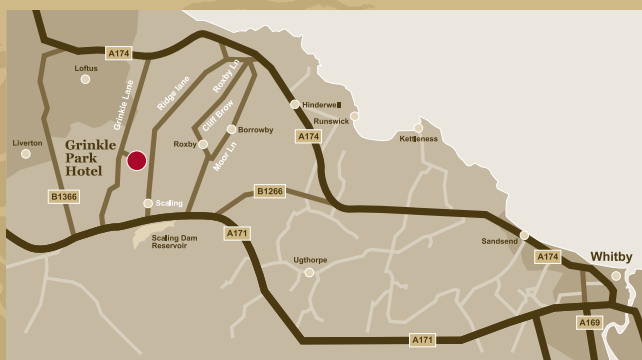 A174
Loftus
Grinkle Lane
Ridge lane
Roxby Ln
Cliff Brow
Hinderwell
Runswick
A174
Kettleness
Borrowby
Roxby
Moor Ln
Liverton
Grinkle
Park
Hotel
B1366
B1266
Scaling
Scaling Dam
Reservoir
A171
Ugthorpe
Sandsend
A174
Whitby
A169
A171